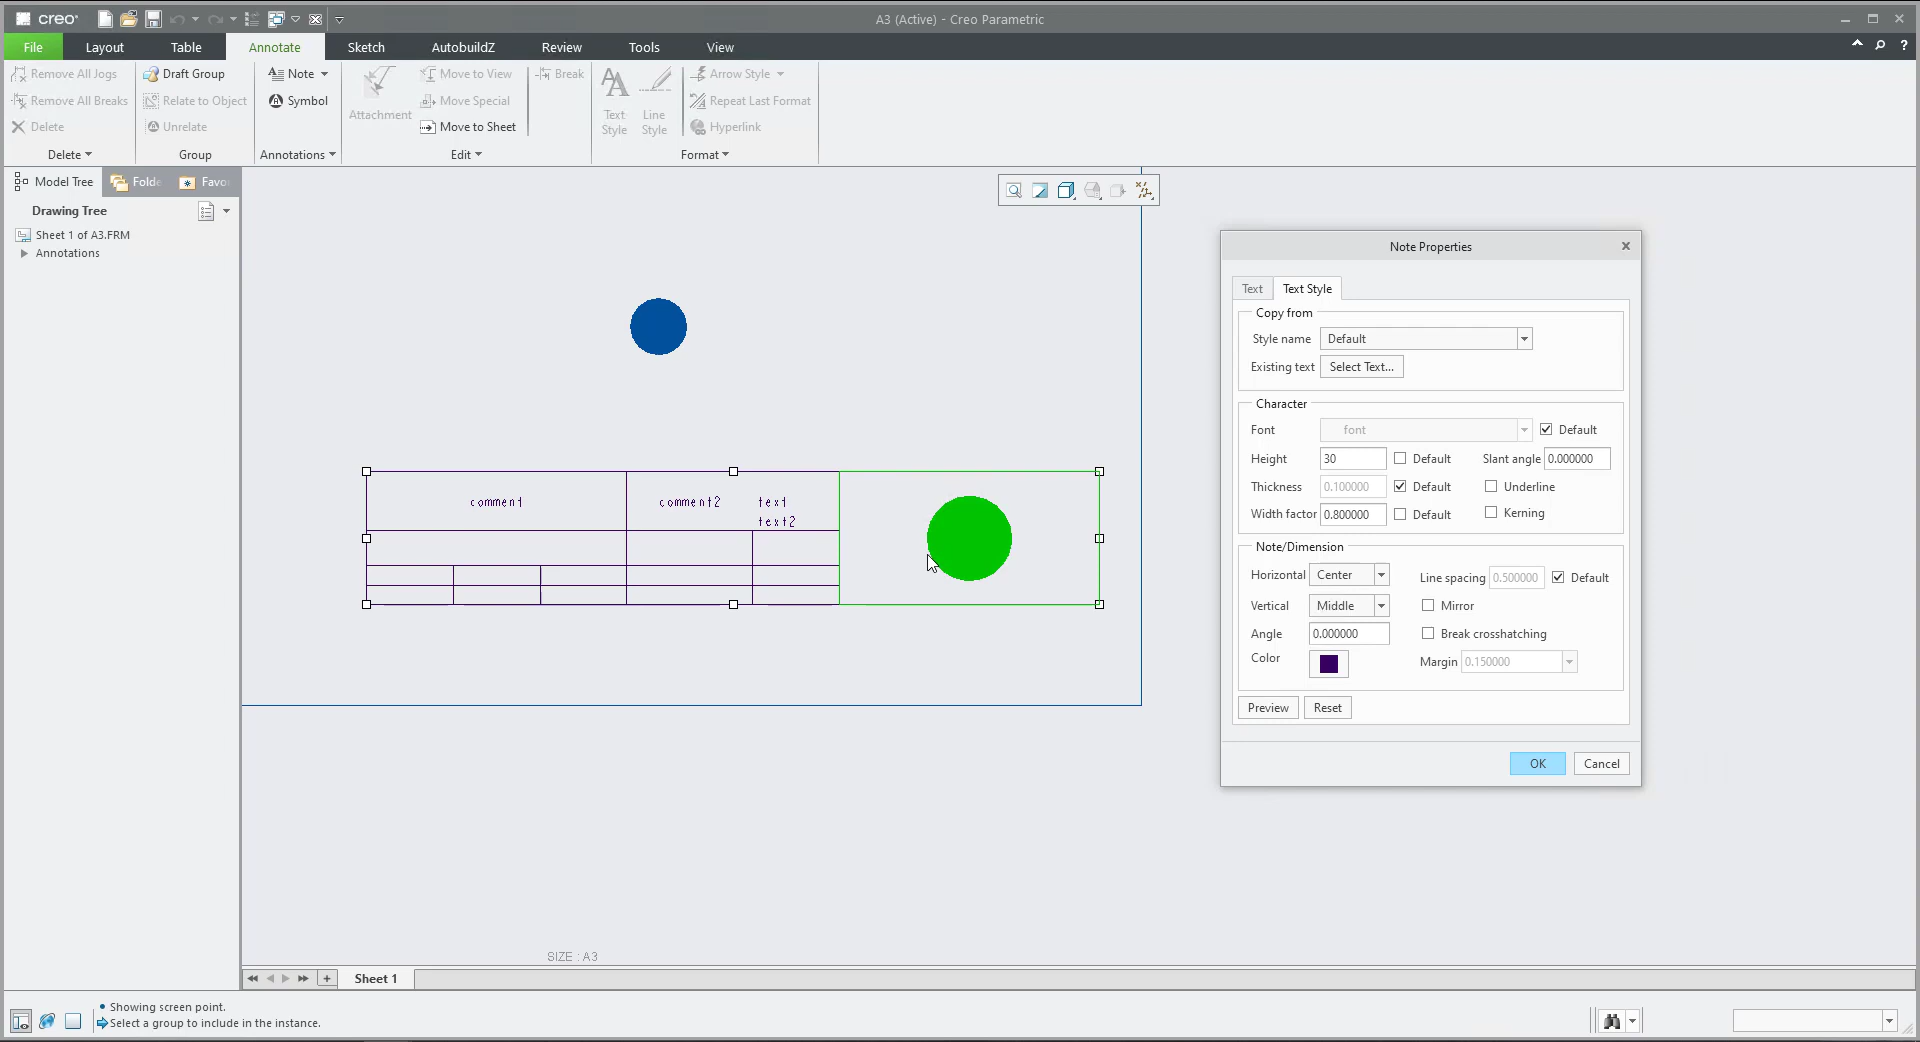 creo°
A3 (Active) - Creo Parametric
File
Layout
Table
Annotate
Sketch
AutobuildZ
Review
Tools
View
Remove All Jogs
Remove All Breaks
Delete
Delete
Draft Group
Relate to Object
Unrelate
Group
Note
Symbol
Annotations
Attachment
Move to View
Move Special
Move to Sheet
Break
Edit
Text
Style
Line
Style
Arrow Style
Repeat Last Format
Hyperlink
Format
Model Tree
Folde
Favo
Drawing Tree
Sheet 1 of A3.FRM
Annotations
comment
comment2
text
text2
SIZE : A3
Note Properties
Text
Text Style
Copy from
Style name Default
Existing text Select Text...
Character
Font font Default
Height 30 Default Slant angle 0.000000
Thickness 0.100000 Default Underline
Width factor 0.800000 Default Kerning
Note/Dimension
Horizontal Center Line spacing 0.500000 Default
Vertical Middle Mirror
Angle 0.000000 Break crosshatching
Color Margin 0.150000
Preview Reset
OK Cancel
Sheet 1
Showing screen point.
Select a group to include in the instance.